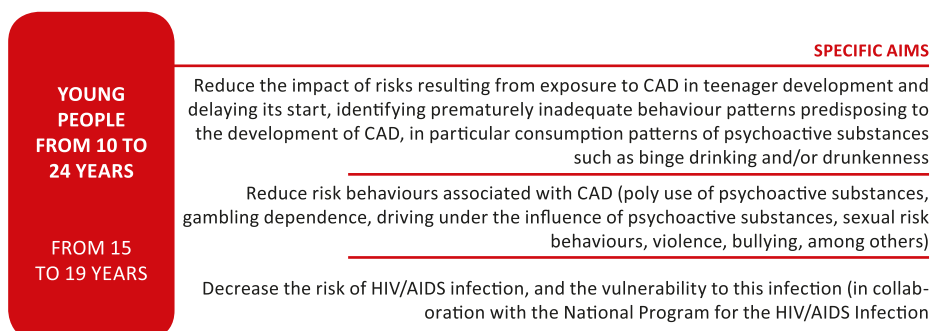 YOUNG
PEOPLE
FROM 10 TO
24 YEARS
FROM 15
TO 19 YEARS
SPECIFIC AIMS
Reduce the impact of risks resulting from exposure to CAD in teenager development and
delaying its start, identifying prematurely inadequate behaviour patterns predisposing to
the development of CAD, in particular consumption patterns of psychoactive substances
such as binge drinking and/or drunkenness
Reduce risk behaviours associated with CAD (poly use of psychoactive substances,
gambling dependence, driving under the influence of psychoactive substances, sexual risk
behaviours, violence, bullying, among others)
Decrease the risk of HIV/AIDS infection, and the vulnerability to this infection (in collab-
oration with the National Program for the HIV/AIDS Infection